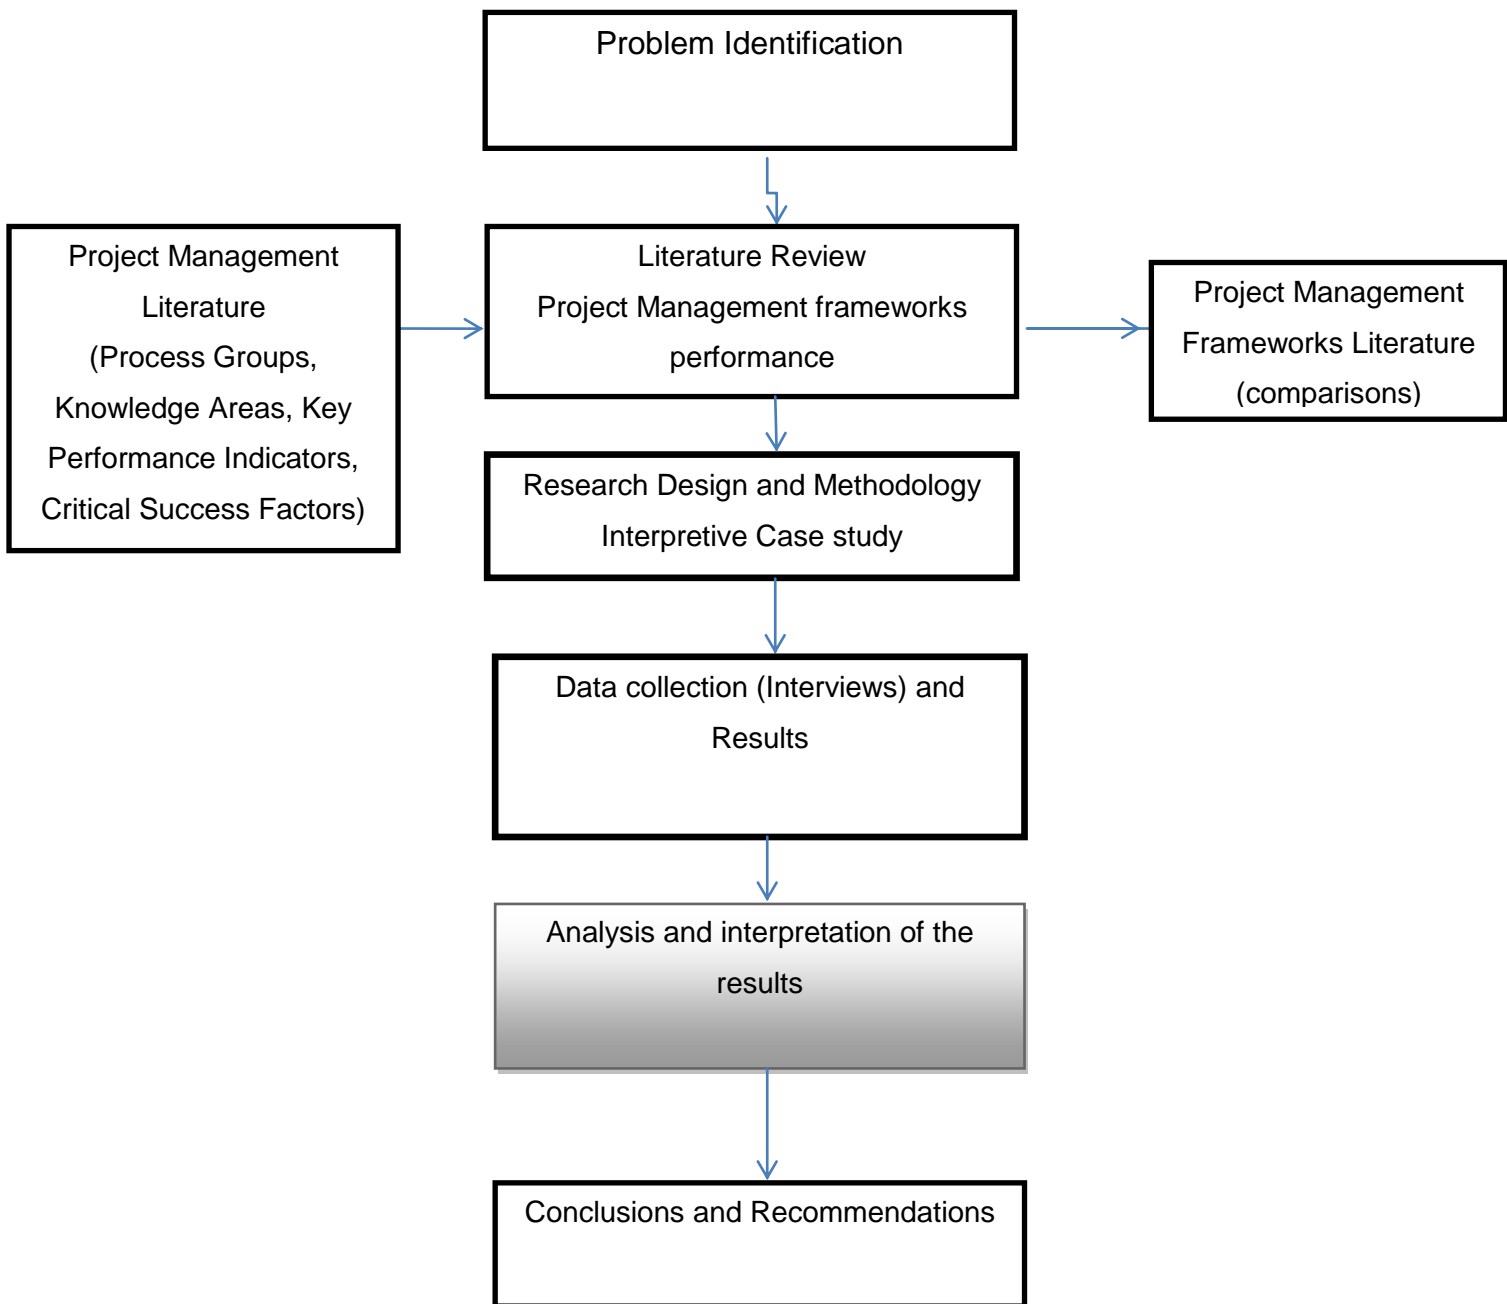 Problem Identification
Project Management
Literature
(Process Groups,
Knowledge Areas, Key
Performance Indicators,
Critical Success Factors)
Literature Review
Project Management frameworks
performance
Project Management
Frameworks Literature
(comparisons)
Research Design and Methodology
Interpretive Case study
Data collection (Interviews) and
Results
Analysis and interpretation of the
results
Conclusions and Recommendations